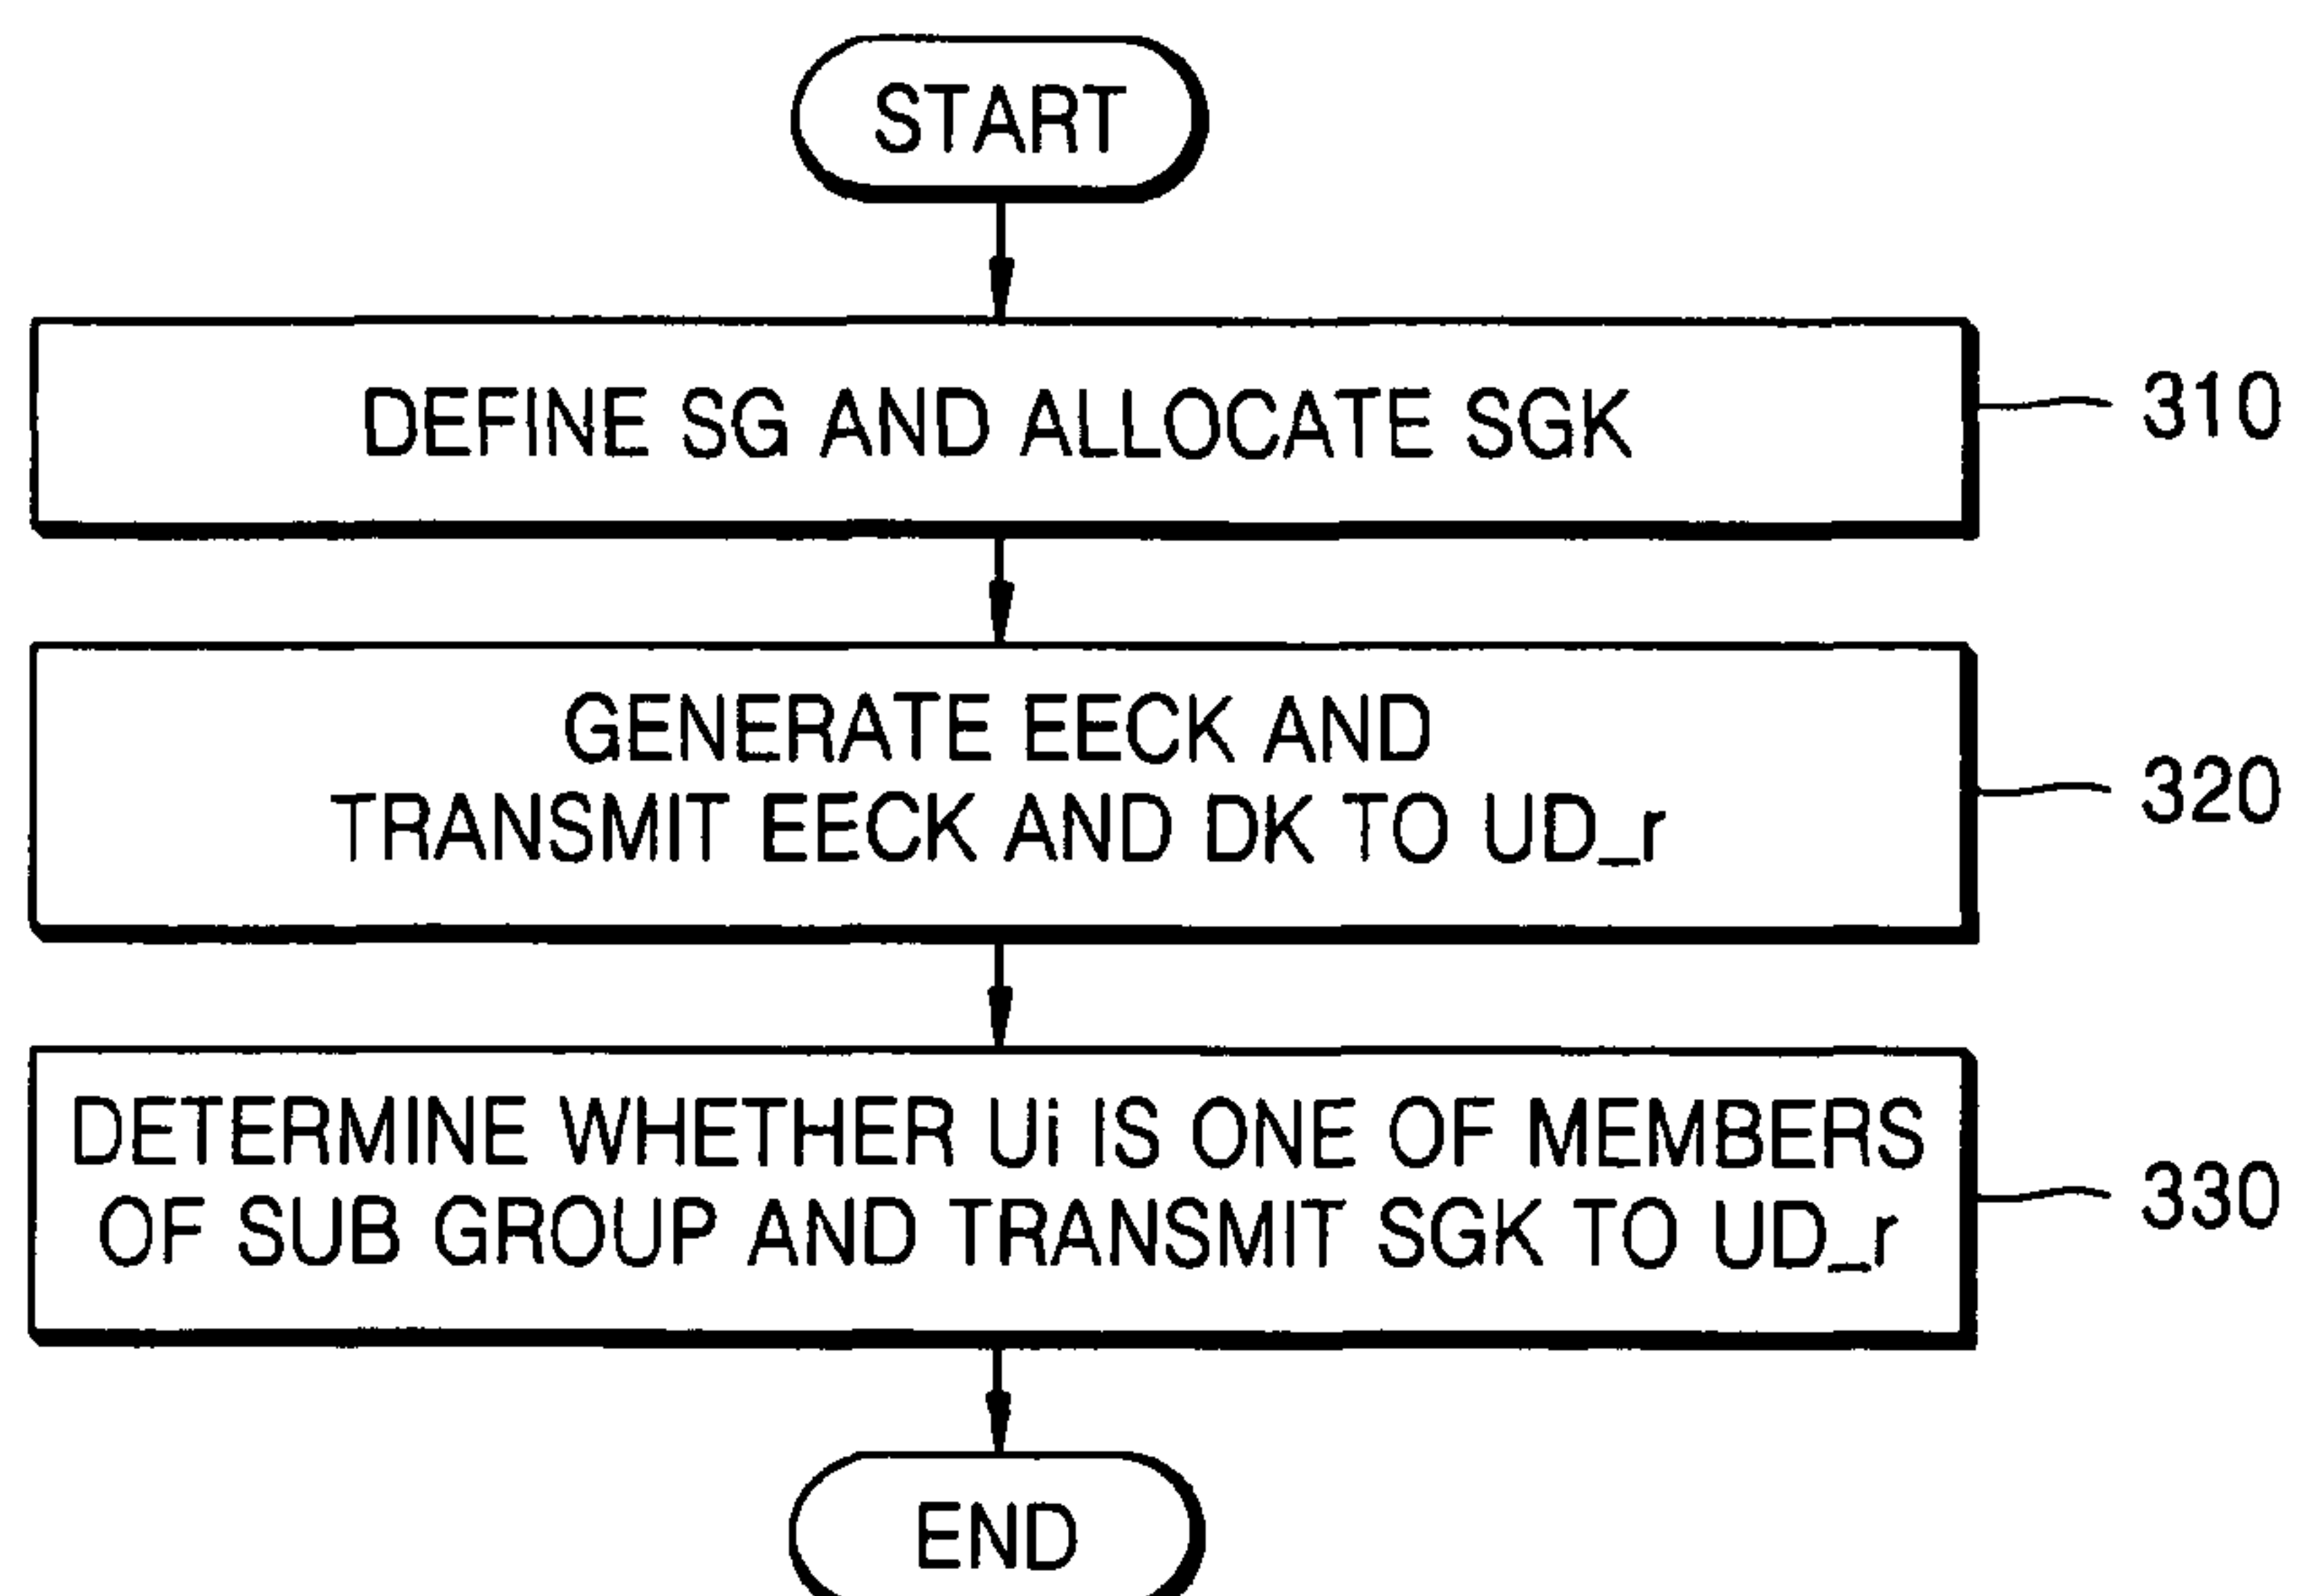 START
DEFINE SG AND ALLOCATE SGK
310
GENERATE EECK AND
TRANSMIT EECK AND DK TO UD_r
320
DETERMINE WHETHER Ui IS ONE OF MEMBERS
OF SUB GROUP AND TRANSMIT SGK TO UD_r
330
END